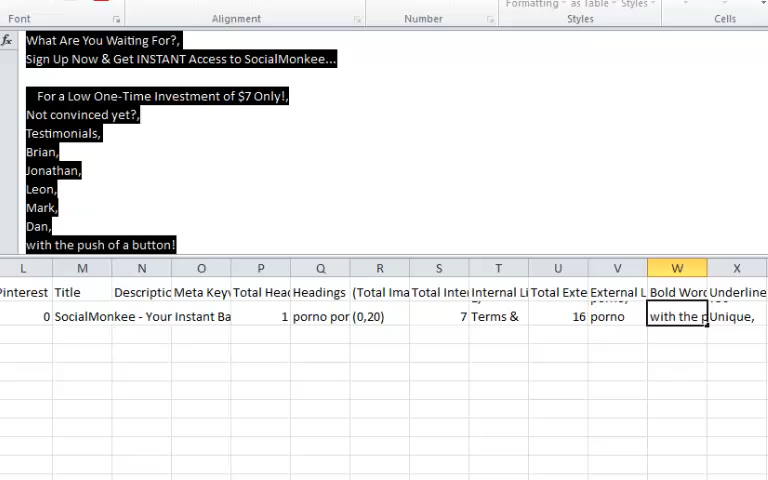 Formatting as Table Styles
Font Alignment Number Styles Cells
fx What Are You Waiting For?,
Sign Up Now & Get INSTANT Access to SocialMonkee...
For a Low One-Time Investment of $7 Only!,
Not convinced yet?,
Testimonials,
Brian,
Jonathan,
Leon,
Mark,
Dan,
with the push of a button!
L M N O P Q R S T U V W X
Pinterest Title Descriptic Meta Keyv Total Head Headings (Total Ima Total Inte Internal Li Total Exte External L Bold Word Underline
0 SocialMonkee - Your Instant Ba 1 porno por (0,20) 7 Terms & 16 porno with the p Unique,